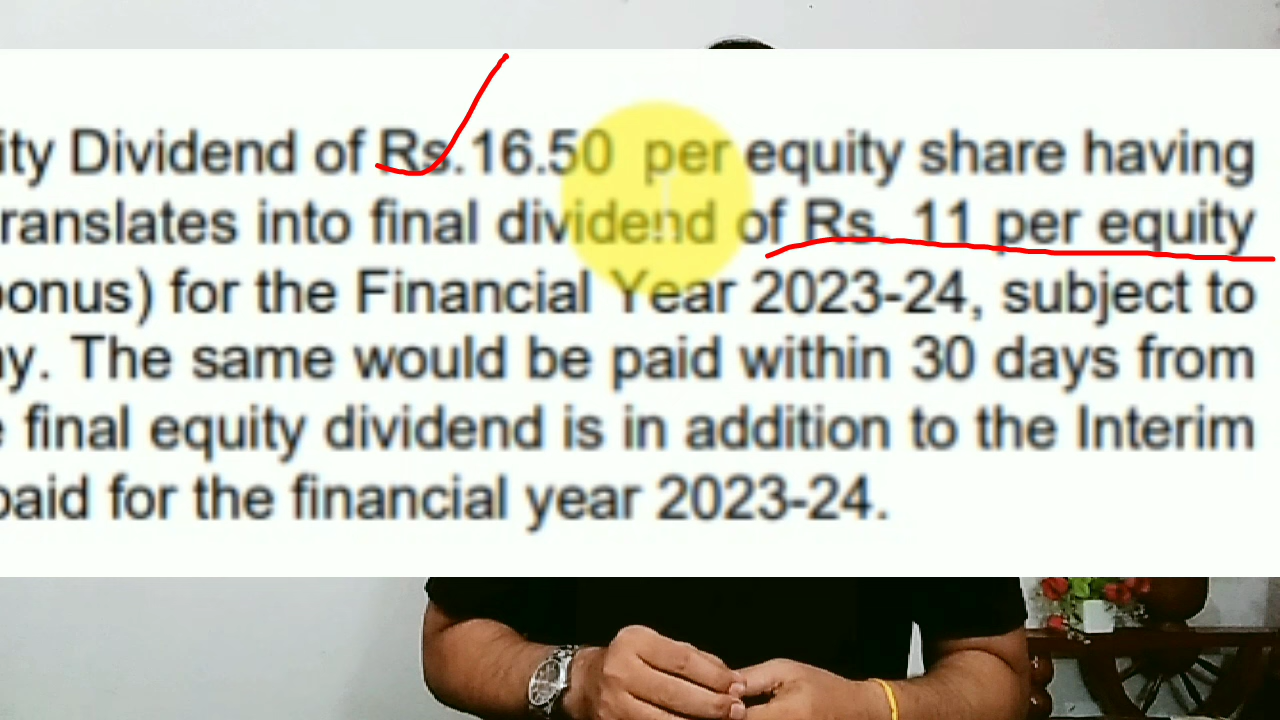 ity Dividend of Rs.16.50 per equity share having
ranslates into final dividend of Rs. 11 per equity
onus) for the Financial Year 2023-24, subject to
y. The same would be paid within 30 days from
final equity dividend is in addition to the Interim
paid for the financial year 2023-24.